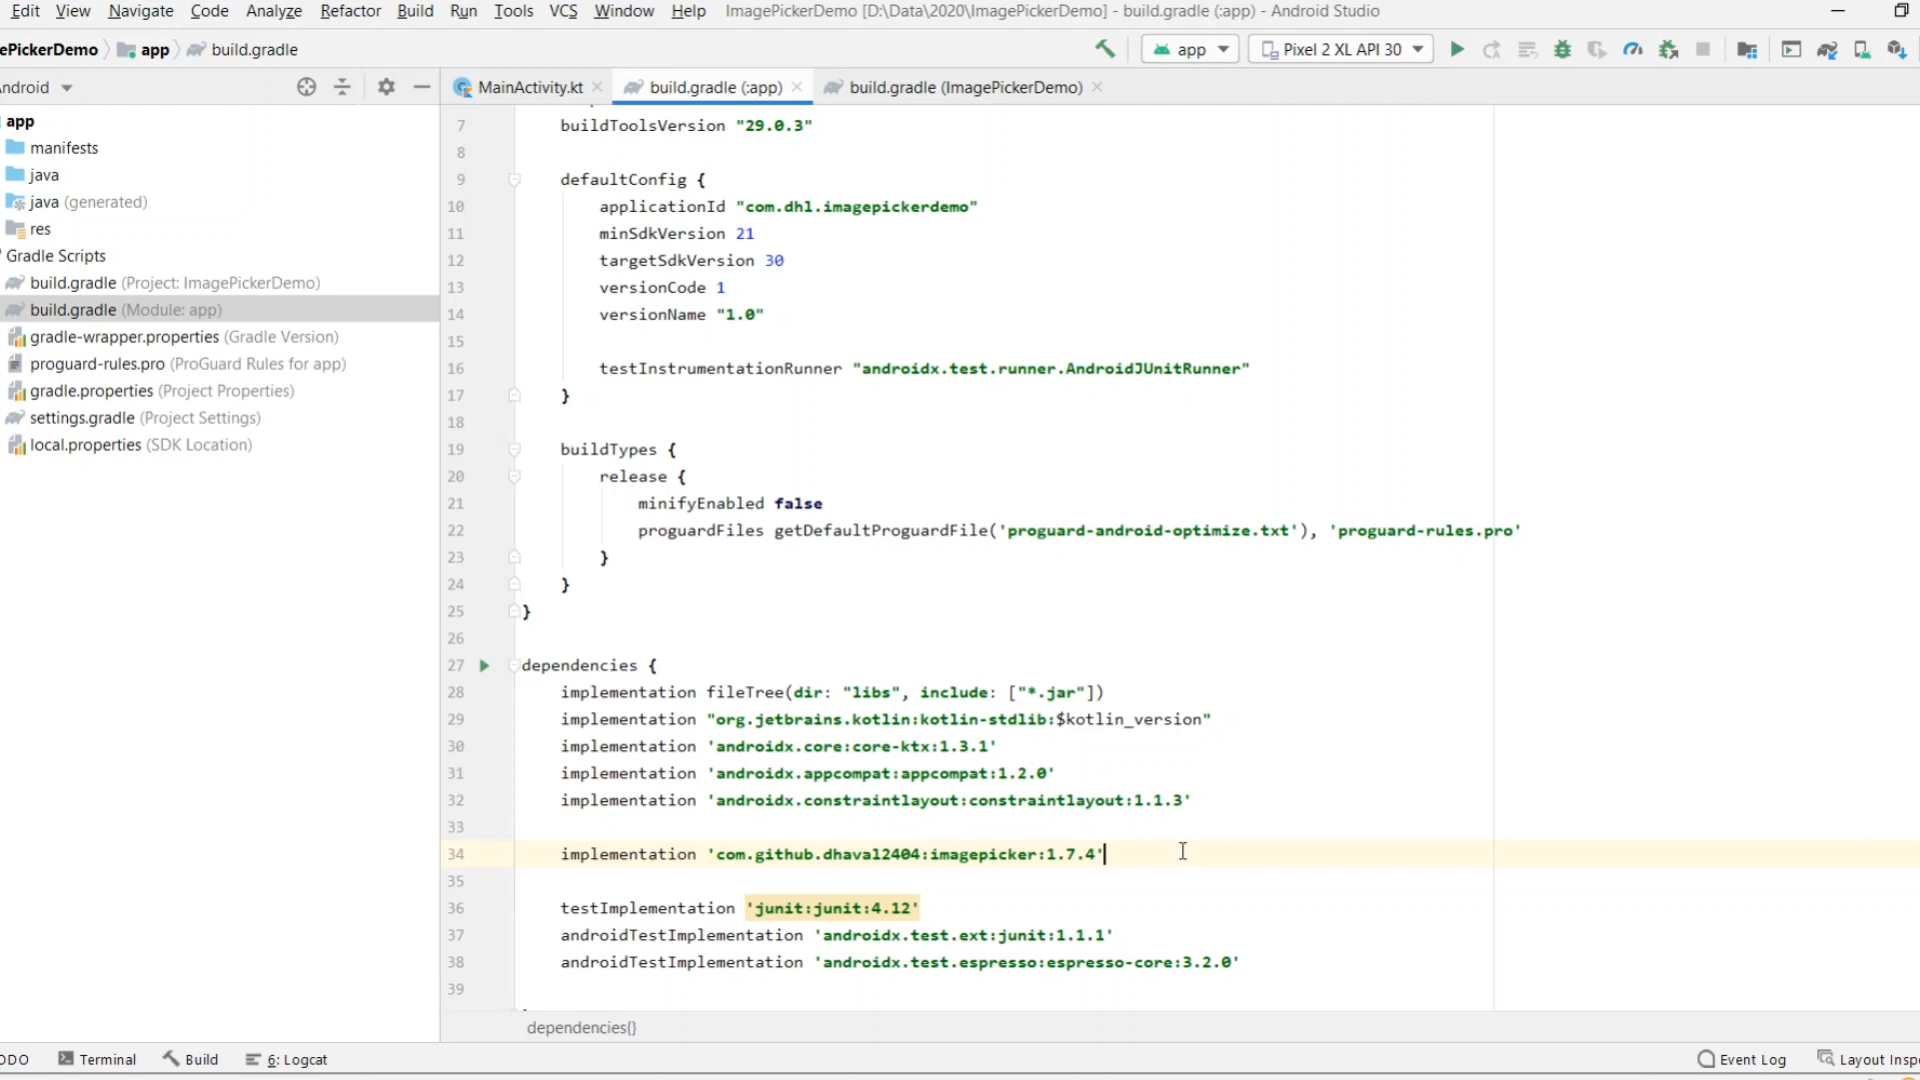 Edit View Navigate Code Analyze Refactor Build Run Tools VCS Window Help ImagePickerDemo [D:\Data\2020\ImagePickerDemo] - build.gradle (:app) - Android Studio
ePickerDemo app build.gradle app Pixel 2 XL API 30
ndroid MainActivity.kt build.gradle (:app) build.gradle (ImagePickerDemo)
app
manifests
java
java (generated)
res
Gradle Scripts
build.gradle (Project: ImagePickerDemo)
build.gradle (Module: app)
gradle-wrapper.properties (Gradle Version)
proguard-rules.pro (ProGuard Rules for app)
gradle.properties (Project Properties)
settings.gradle (Project Settings)
local.properties (SDK Location)
7 buildToolsVersion "29.0.3"
8
9 defaultConfig {
10 applicationId "com.dhl.imagepickerdemo"
11 minSdkVersion 21
12 targetSdkVersion 30
13 versionCode 1
14 versionName "1.0"
15
16 testInstrumentationRunner "androidx.test.runner.AndroidJUnitRunner"
17 }
18
19 buildTypes {
20 release {
21 minifyEnabled false
22 proguardFiles getDefaultProguardFile('proguard-android-optimize.txt'), 'proguard-rules.pro'
23 }
24 }
25 }
26
27 dependencies {
28 implementation fileTree(dir: "libs", include: ["*.jar"])
29 implementation "org.jetbrains.kotlin:kotlin-stdlib:$kotlin_version"
30 implementation 'androidx.core:core-ktx:1.3.1'
31 implementation 'androidx.appcompat:appcompat:1.2.0'
32 implementation 'androidx.constraintlayout:constraintlayout:1.1.3'
33
34 implementation 'com.github.dhaval2404:imagepicker:1.7.4'
35
36 testImplementation 'junit:junit:4.12'
37 androidTestImplementation 'androidx.test.ext:junit:1.1.1'
38 androidTestImplementation 'androidx.test.espresso:espresso-core:3.2.0'
39
dependencies{}
ODO Terminal Build 6: Logcat Event Log Layout Inspe